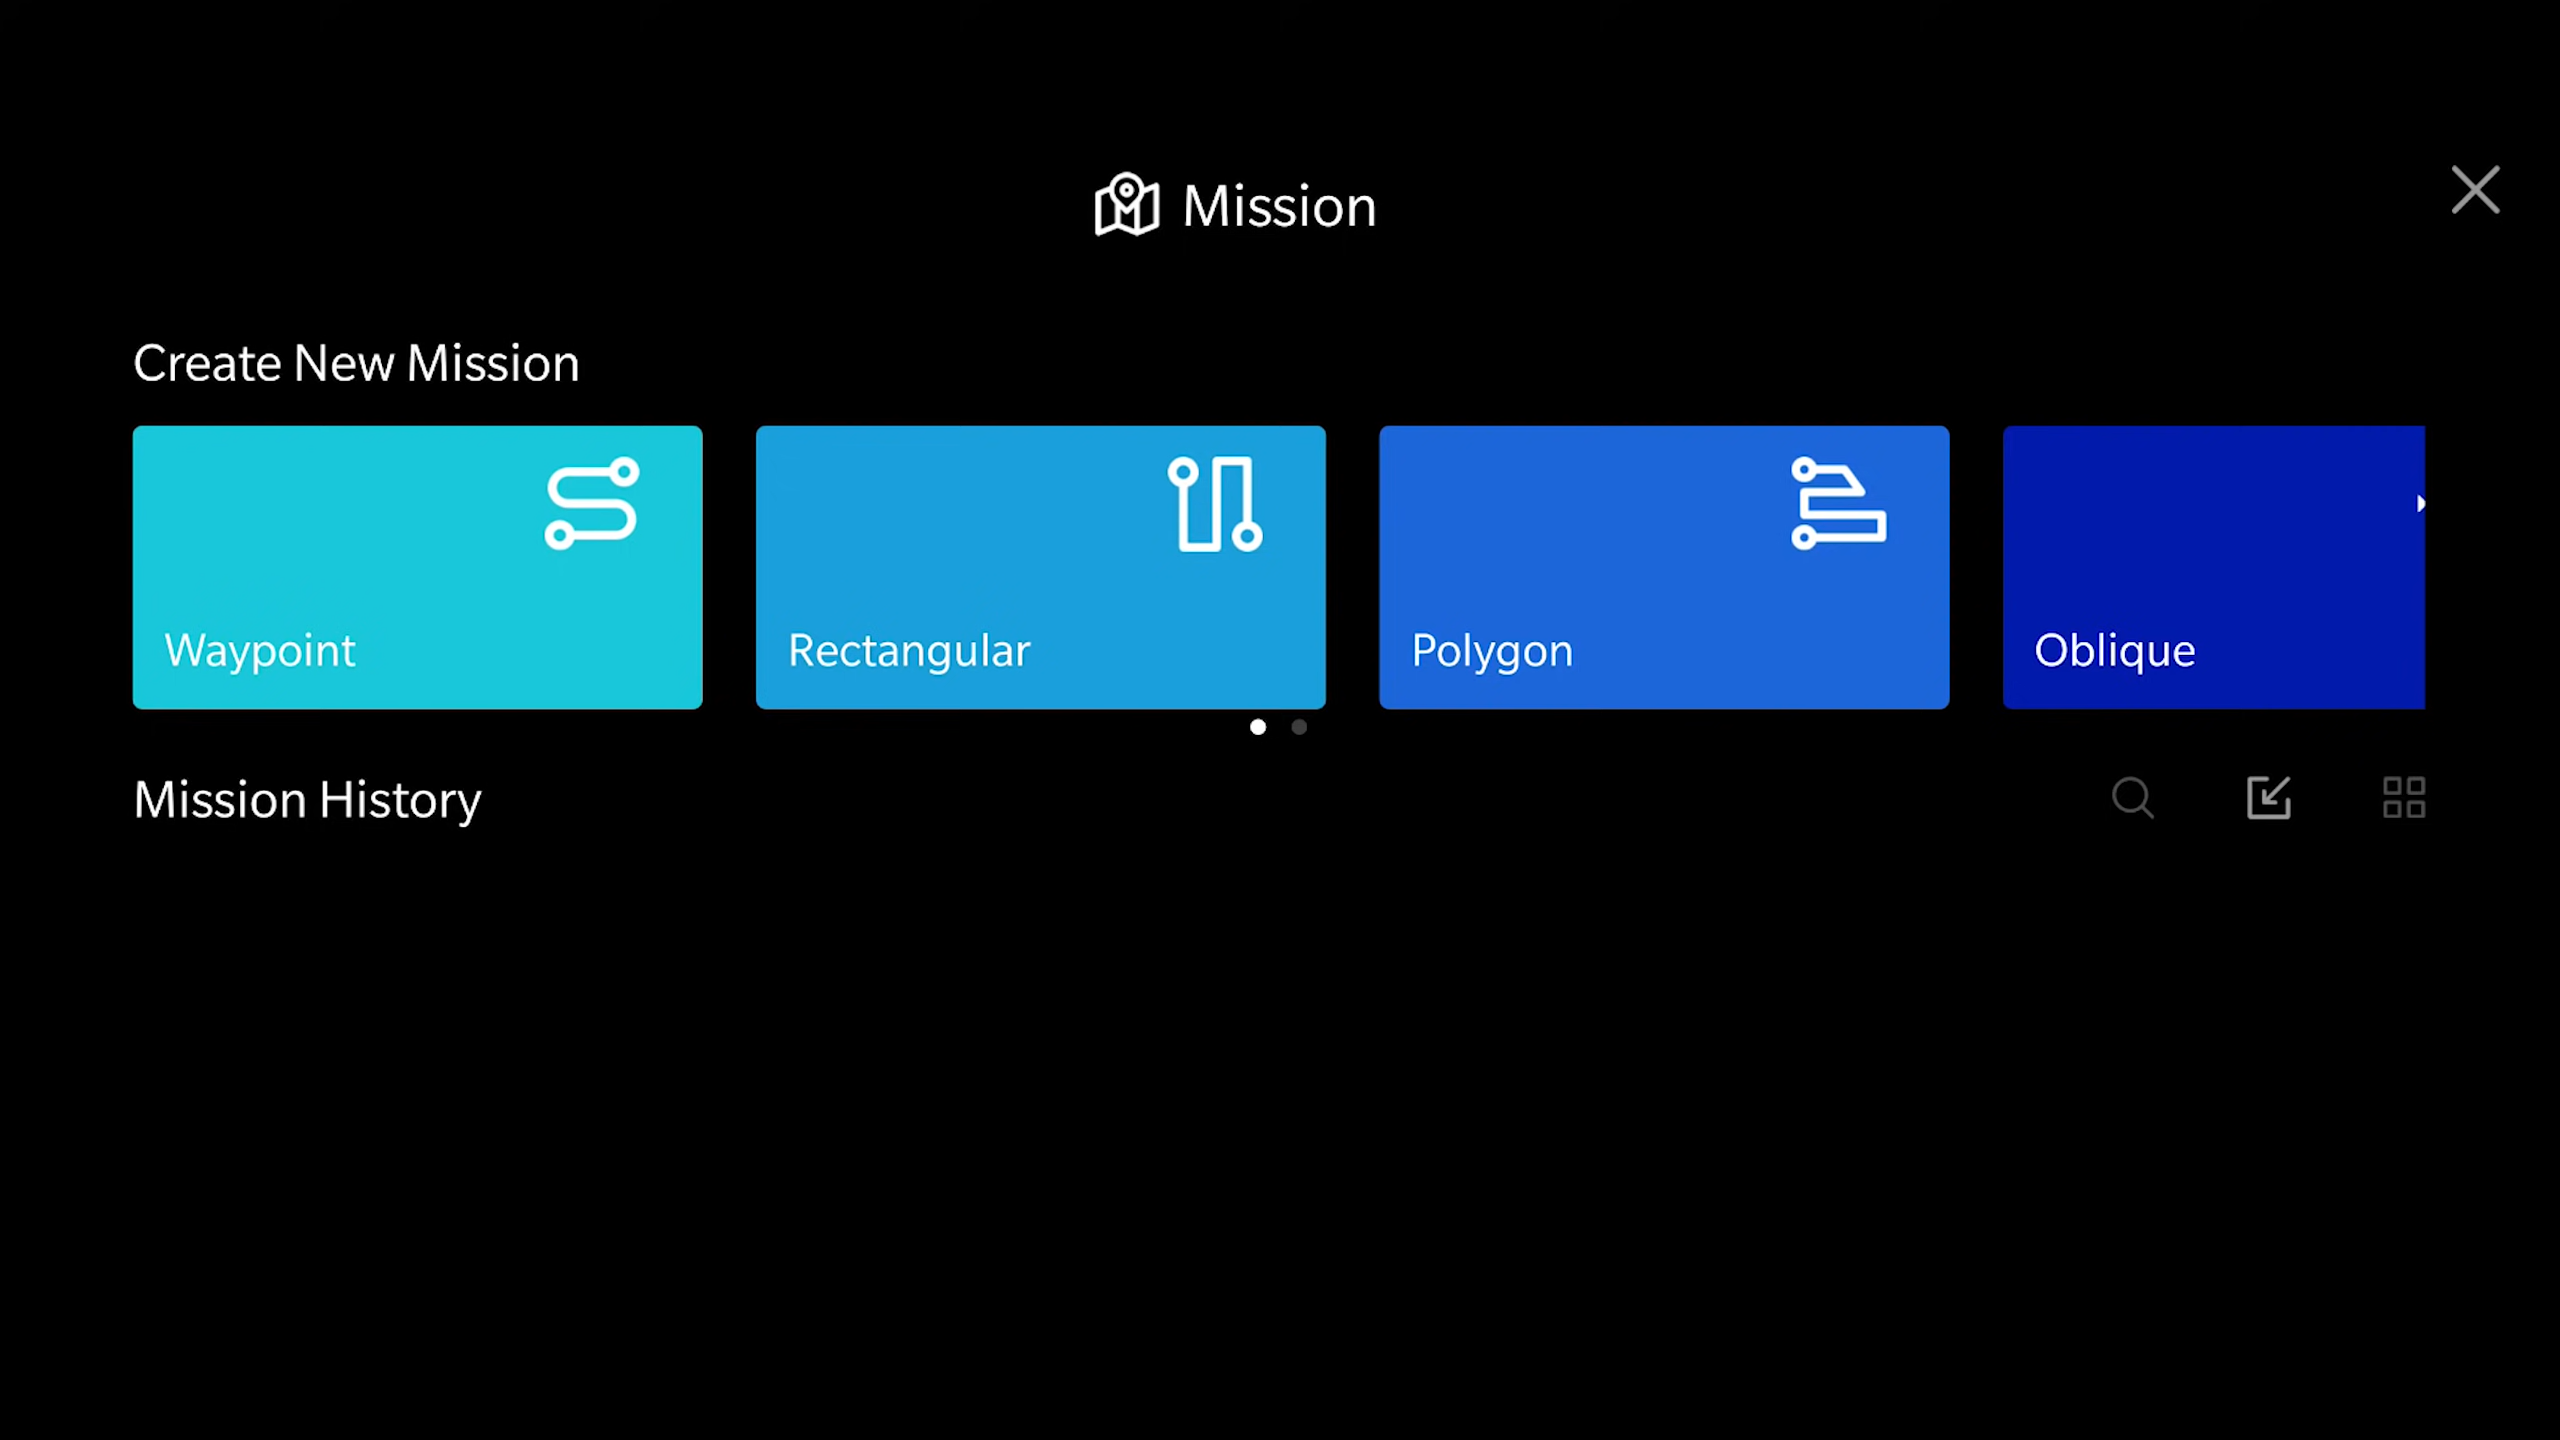 Mission
Create New Mission
Waypoint
Rectangular
Polygon
Oblique
Mission History